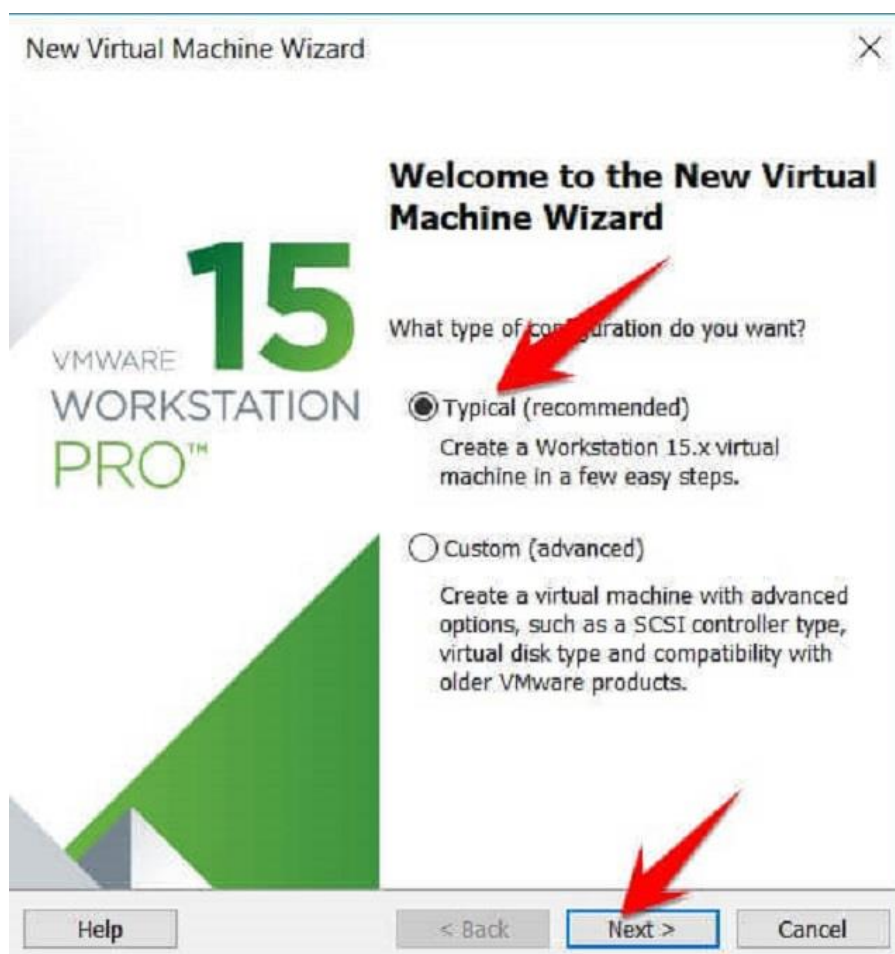 New Virtual Machine Wizard
Welcome to the New Virtual
Machine Wizard
15
VMWARE
WORKSTATION
PRO™
What type of configuration do you want?
Typical (recommended)
Create a Workstation 15.x virtual
machine in a few easy steps.
Custom (advanced)
Create a virtual machine with advanced
options, such as a SCSI controller type,
virtual disk type and compatibility with
older VMware products.
Help
< Back
Next >
Cancel